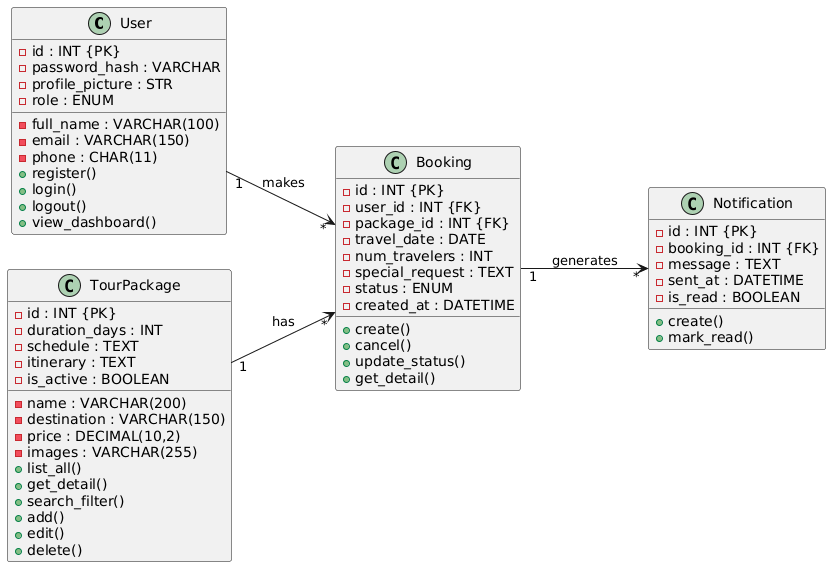 C User
id : INT {PK}
password_hash : VARCHAR
profile_picture : STR
role : ENUM
full_name : VARCHAR(100)
email : VARCHAR(150)
phone : CHAR(11)
register()
login()
logout()
view_dashboard()
1 makes *
C TourPackage
id : INT {PK}
duration_days : INT
schedule : TEXT
itinerary : TEXT
is_active : BOOLEAN
name : VARCHAR(200)
destination : VARCHAR(150)
price : DECIMAL(10,2)
images : VARCHAR(255)
list_all()
get_detail()
search_filter()
add()
edit()
delete()
1 has *
C Booking
id : INT {PK}
user_id : INT {FK}
package_id : INT {FK}
travel_date : DATE
num_travelers : INT
special_request : TEXT
status : ENUM
created_at : DATETIME
create()
cancel()
update_status()
get_detail()
1 generates *
C Notification
id : INT {PK}
booking_id : INT {FK}
message : TEXT
sent_at : DATETIME
is_read : BOOLEAN
create()
mark_read()